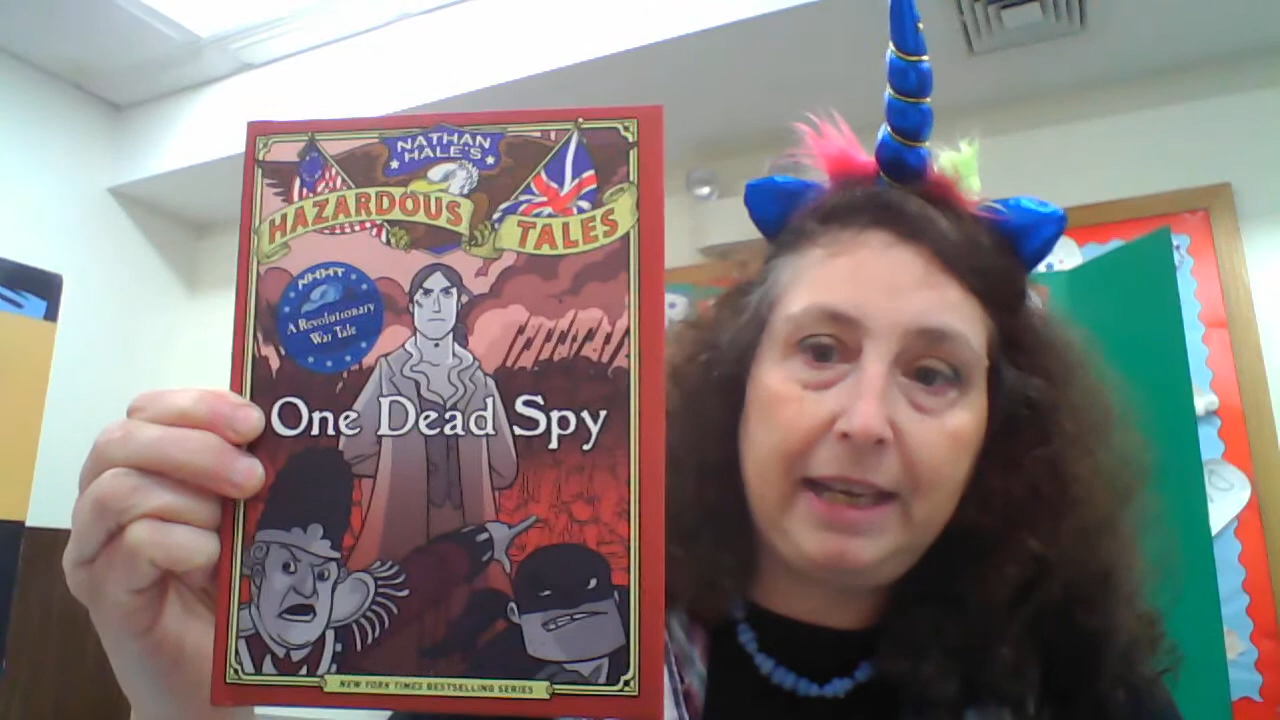 NATHAN
HALE'S
HAZARDOUS TALES
NHHT
A Revolutionary
War Tale
One Dead Spy
NEW YORK TIMES BESTSELLING SERIES